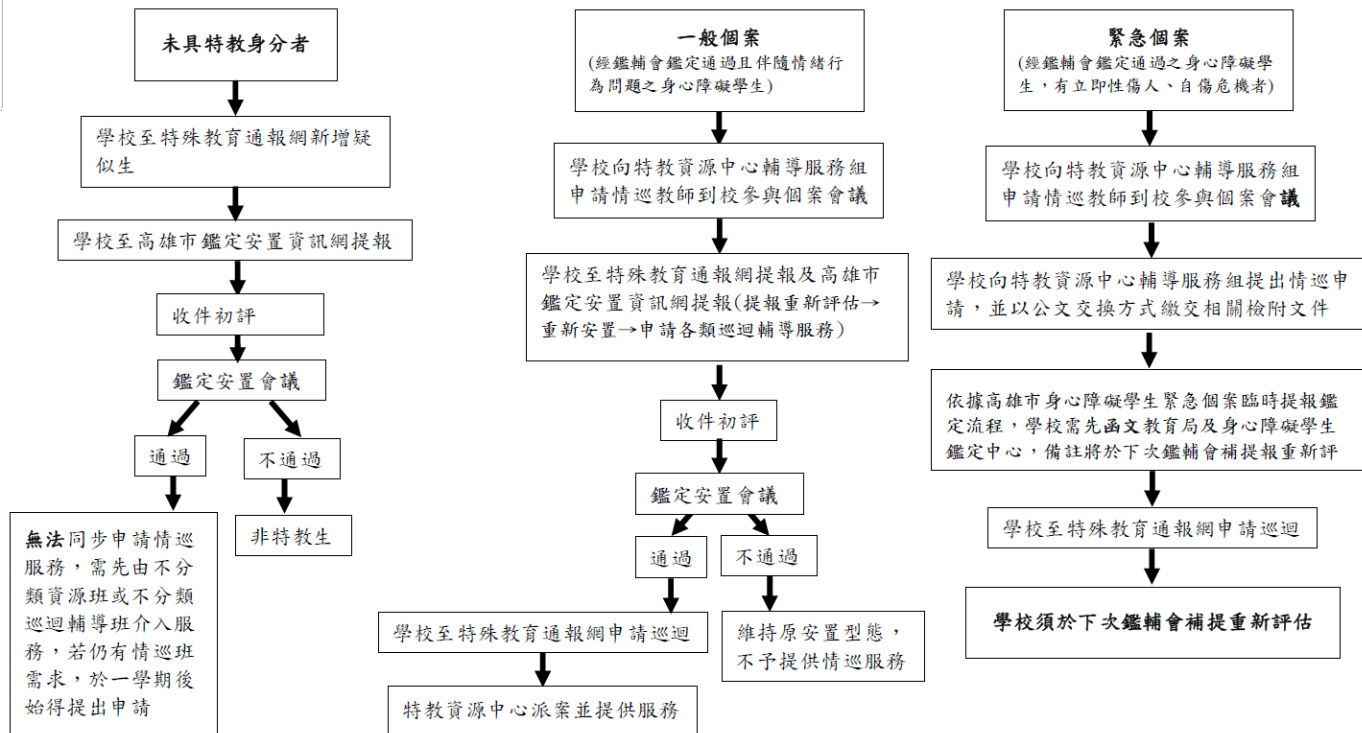 未具特教身分者
學校至特殊教育通報網新增疑
似生
學校至高雄市鑑定安置資訊網提報
收件初評
鑑定安置會議
通過
不通過
無法同步申請情巡
服務，需先由不分
類資源班或不分類
巡迴輔導班介入服
務，若仍有情巡班
需求，於一學期後
始得提出申請
非特教生
一般個案
(經鑑輔會鑑定通過且伴隨情緒行
為問題之身心障礙學生)
學校向特教資源中心輔導服務組
申請情巡教師到校參與個案會議
學校至特殊教育通報網提報及高雄市
鑑定安置資訊網提報(提報重新評估→
重新安置→申請各類巡迴輔導服務)
收件初評
鑑定安置會議
通過
不通過
學校至特殊教育通報網申請巡迴
維持原安置型態，
不予提供情巡服務
特教資源中心派案並提供服務
緊急個案
(經鑑輔會鑑定通過之身心障礙學
生，有立即性傷人、自傷危機者)
學校向特教資源中心輔導服務組
申請情巡教師到校參與個案會議
學校向特教資源中心輔導服務組提出情巡申
請，並以公文交換方式繳交相關檢附文件
依據高雄市身心障礙學生緊急個案臨時提報鑑
定流程，學校需先函文教育局及身心障礙學生
鑑定中心，備註將於下次鑑輔會補提報重新評
學校至特殊教育通報網申請巡迴
學校須於下次鑑輔會補提重新評估